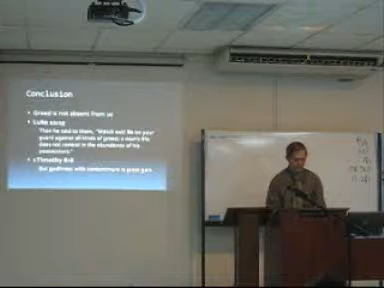 Conclusion
• Greed is not absent from us
• Luke 12:15
Then he said to them, "Watch out! Be on your
guard against all kinds of greed; a man's life
does not consist in the abundance of his
possessions."
• 1 Timothy 6:6
But godliness with contentment is great gain.